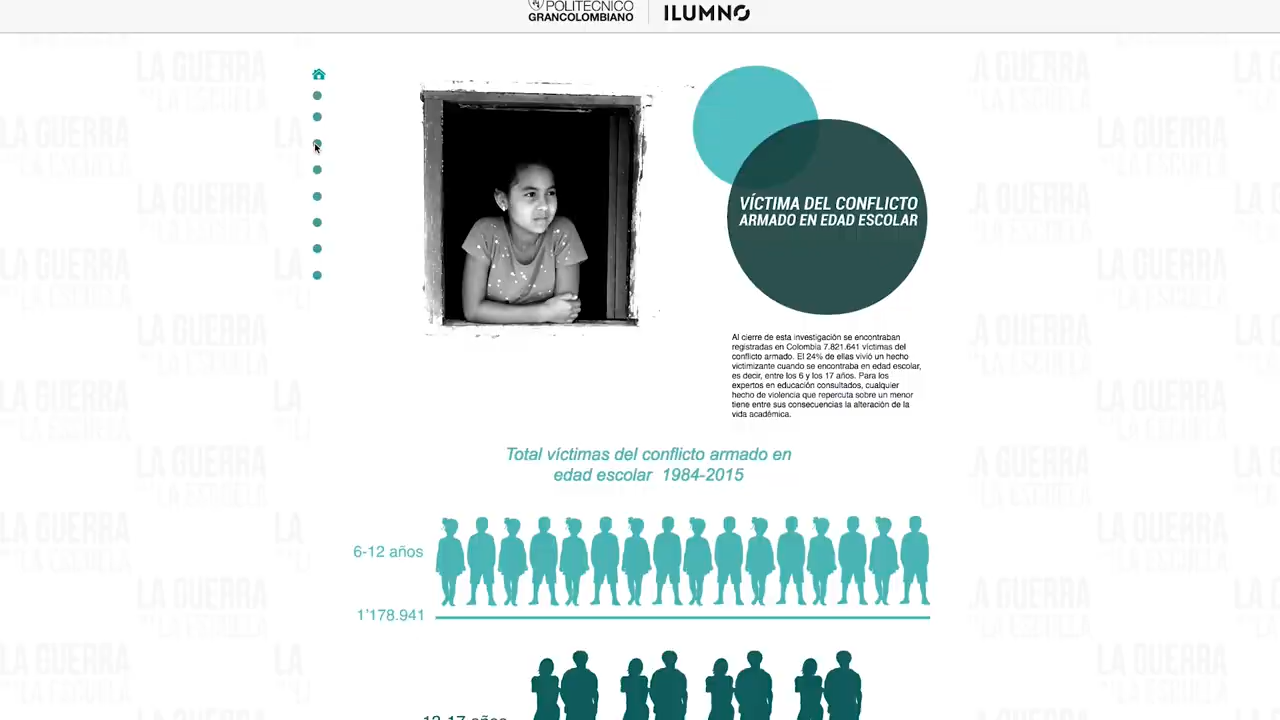 POLITÉCNICO
GRANCOLOMBIANO
ILUMNO
VÍCTIMA DEL CONFLICTO
ARMADO EN EDAD ESCOLAR
Al cierre de esta investigación se encontraban
registradas en Colombia 7.821.641 víctimas del
conflicto armado. El 24% de ellas vivió un hecho
victimizante cuando se encontraba en edad escolar,
es decir, entre los 6 y los 17 años. Para los
expertos en educación consultados, cualquier
hecho de violencia que repercuta sobre un menor
tiene entre sus consecuencias la alteración de la
vida académica.
Total víctimas del conflicto armado en
edad escolar 1984-2015
6-12 años
1'178.941
LA GUERRA
LA ESCUELA